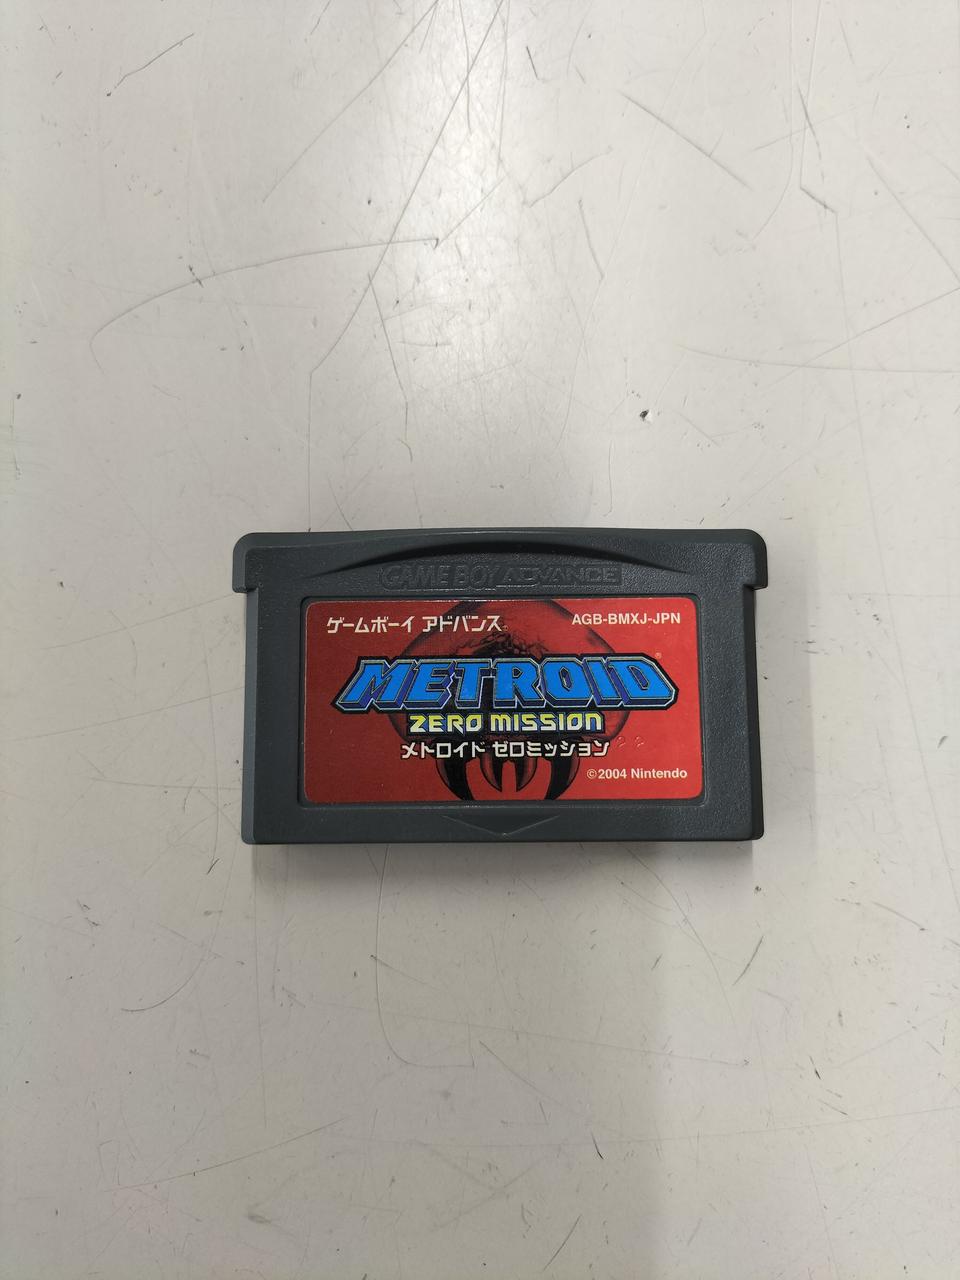 GAME BOY ADVANCE
ゲームボーイ アドバンス
AGB-BMXJ-JPN
METROID
ZERO MISSION
メトロイド ゼロミッション
©2004 Nintendo